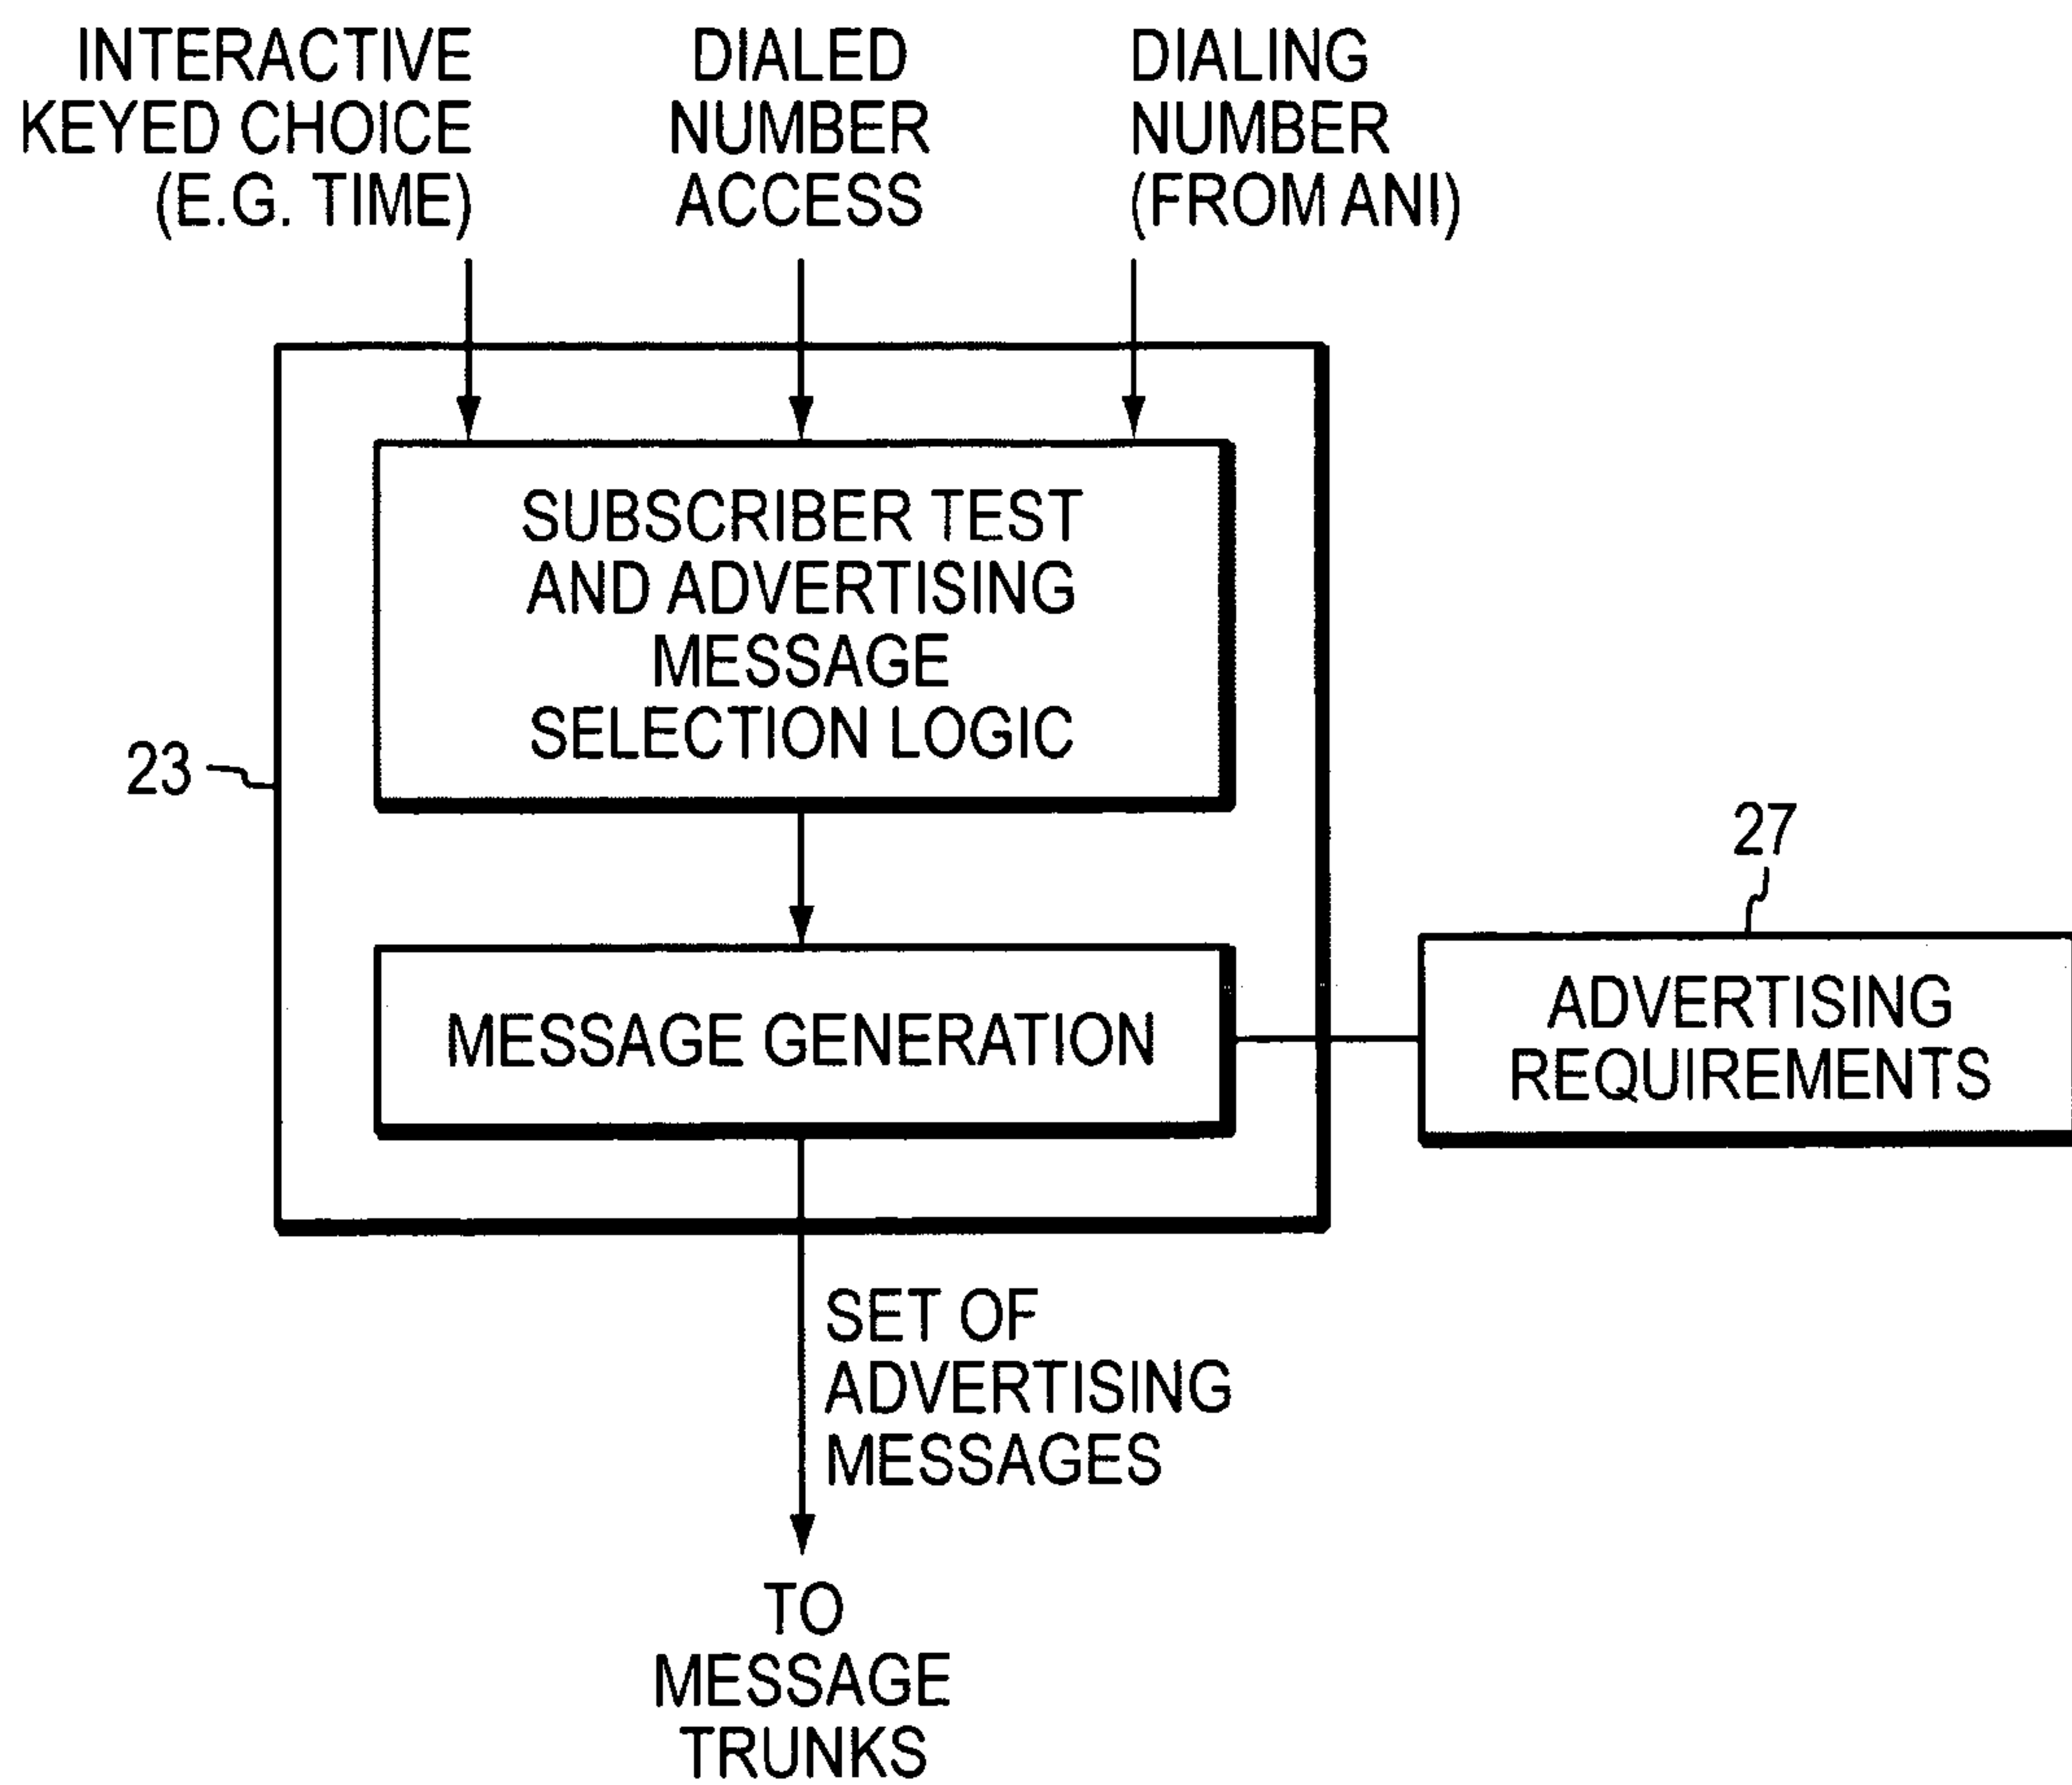 INTERACTIVE
KEYED CHOICE
(E.G. TIME)
DIALED
NUMBER
ACCESS
DIALING
NUMBER
(FROM ANI)
SUBSCRIBER TEST
AND ADVERTISING
MESSAGE
SELECTION LOGIC
23
27
MESSAGE GENERATION
ADVERTISING
REQUIREMENTS
SET OF
ADVERTISING
MESSAGES
TO
MESSAGE
TRUNKS